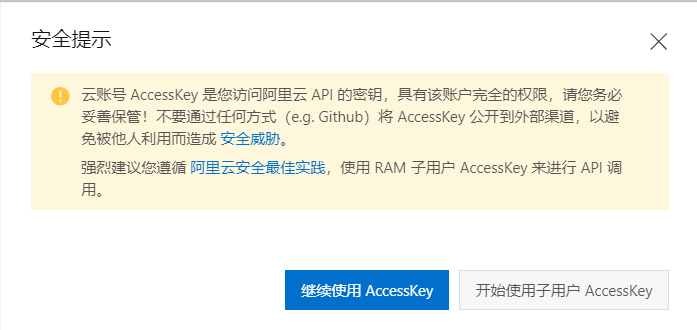 安全提示
云账号 AccessKey 是您访问阿里云 API 的密钥，具有该账户完全的权限，请您务必
妥善保管！不要通过任何方式（e.g. Github）将 AccessKey 公开到外部渠道，以避
免被他人利用而造成 安全威胁。
强烈建议您遵循 阿里云安全最佳实践，使用 RAM 子用户 AccessKey 来进行 API 调
用。
继续使用 AccessKey
开始使用子用户 AccessKey